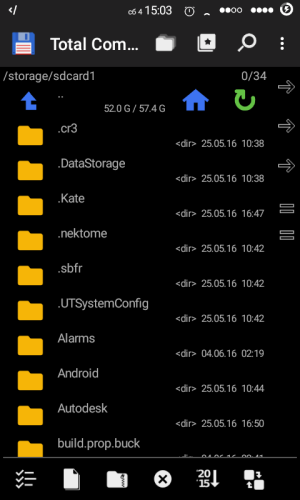 сб 4 15:03
Total Com...
/storage/sdcard1 0/34
..
52.0 G / 57.4 G
.cr3
<dir> 25.05.16 10:38
.DataStorage
<dir> 25.05.16 10:38
.Kate
<dir> 25.05.16 16:47
.nektome
<dir> 25.05.16 10:42
.sbfr
<dir> 25.05.16 10:42
.UTSystemConfig
<dir> 25.05.16 10:42
Alarms
<dir> 04.06.16 02:19
Android
<dir> 25.05.16 10:44
Autodesk
<dir> 25.05.16 16:50
build.prop.buck
20
15